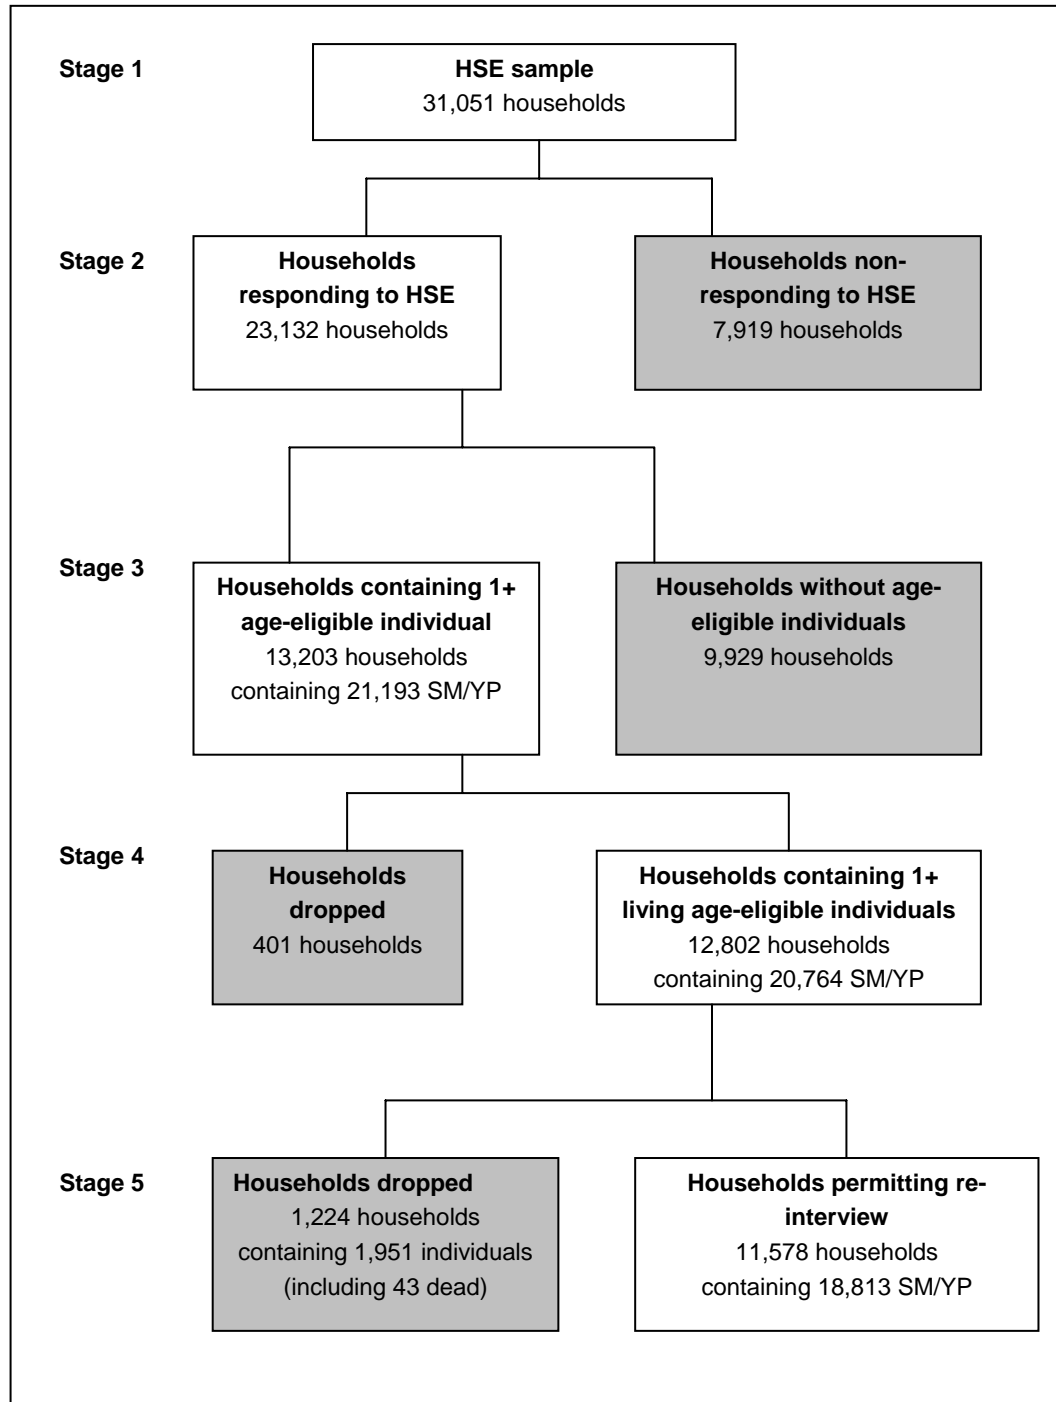 Stage 1
HSE sample
31,051 households
Stage 2
Households
responding to HSE
23,132 households
Households non-
responding to HSE
7,919 households
Stage 3
Households containing 1+
age-eligible individual
13,203 households
containing 21,193 SM/YP
Households without age-
eligible individuals
9,929 households
Stage 4
Households
dropped
401 households
Households containing 1+
living age-eligible individuals
12,802 households
containing 20,764 SM/YP
Stage 5
Households dropped
1,224 households
containing 1,951 individuals
(including 43 dead)
Households permitting re-
interview
11,578 households
containing 18,813 SM/YP